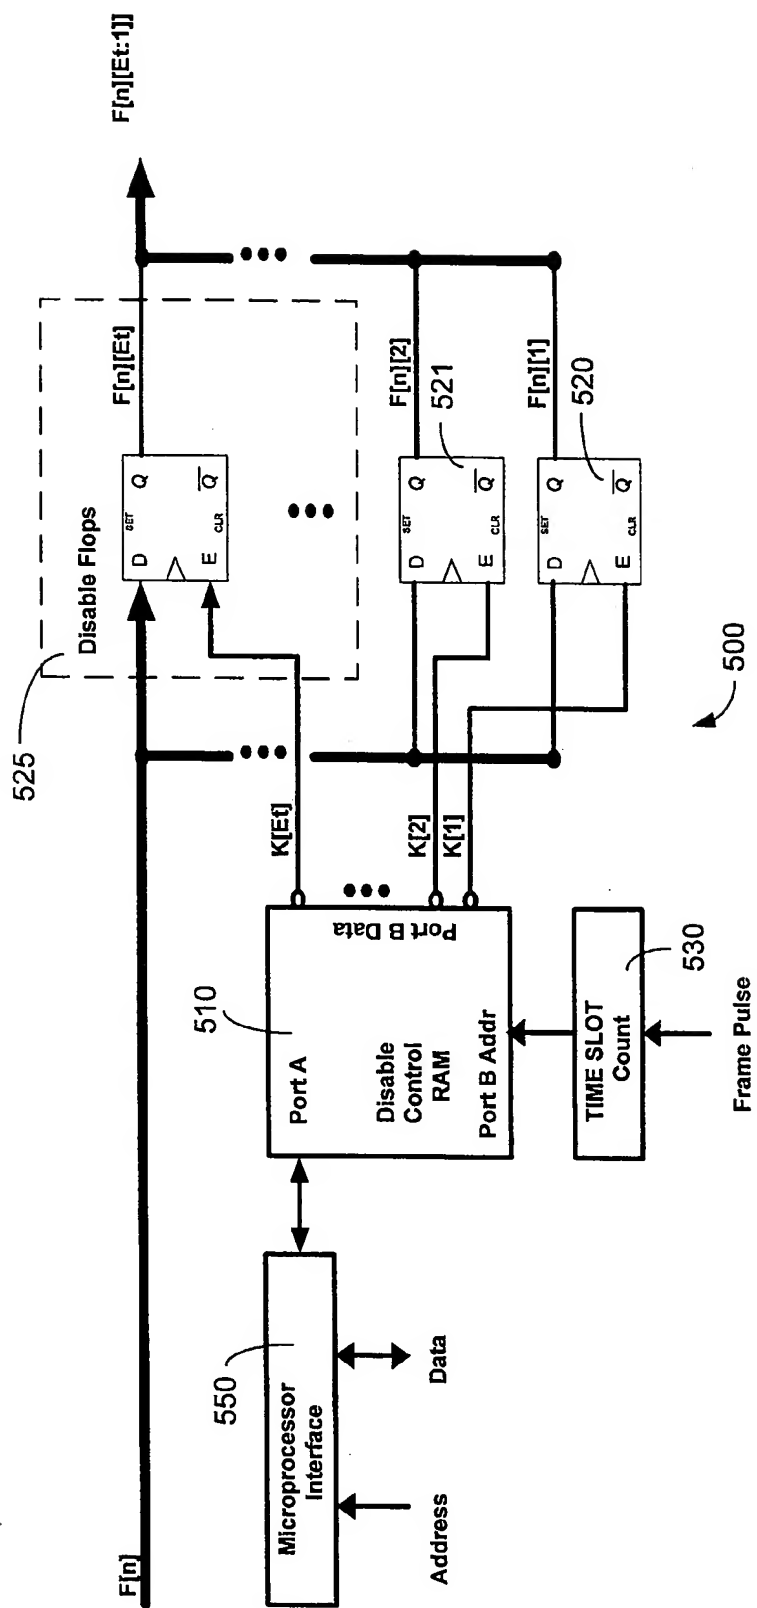 F[n]
F[n][Et:1]
525
Disable Flops
D
SET
Q
E
CLR
Q
F[n][Et]
•••
•••
•••
D
SET
Q
E
CLR
Q
F[n][2]
521
D
SET
Q
E
CLR
Q
F[n][1]
520
K[Et]
•••
K[2]
K[1]
510
Port A
Disable
Control
RAM
Port B Data
Port B Addr
550
Microprocessor
Interface
Address
Data
TIME SLOT
Count
530
Frame Pulse
500